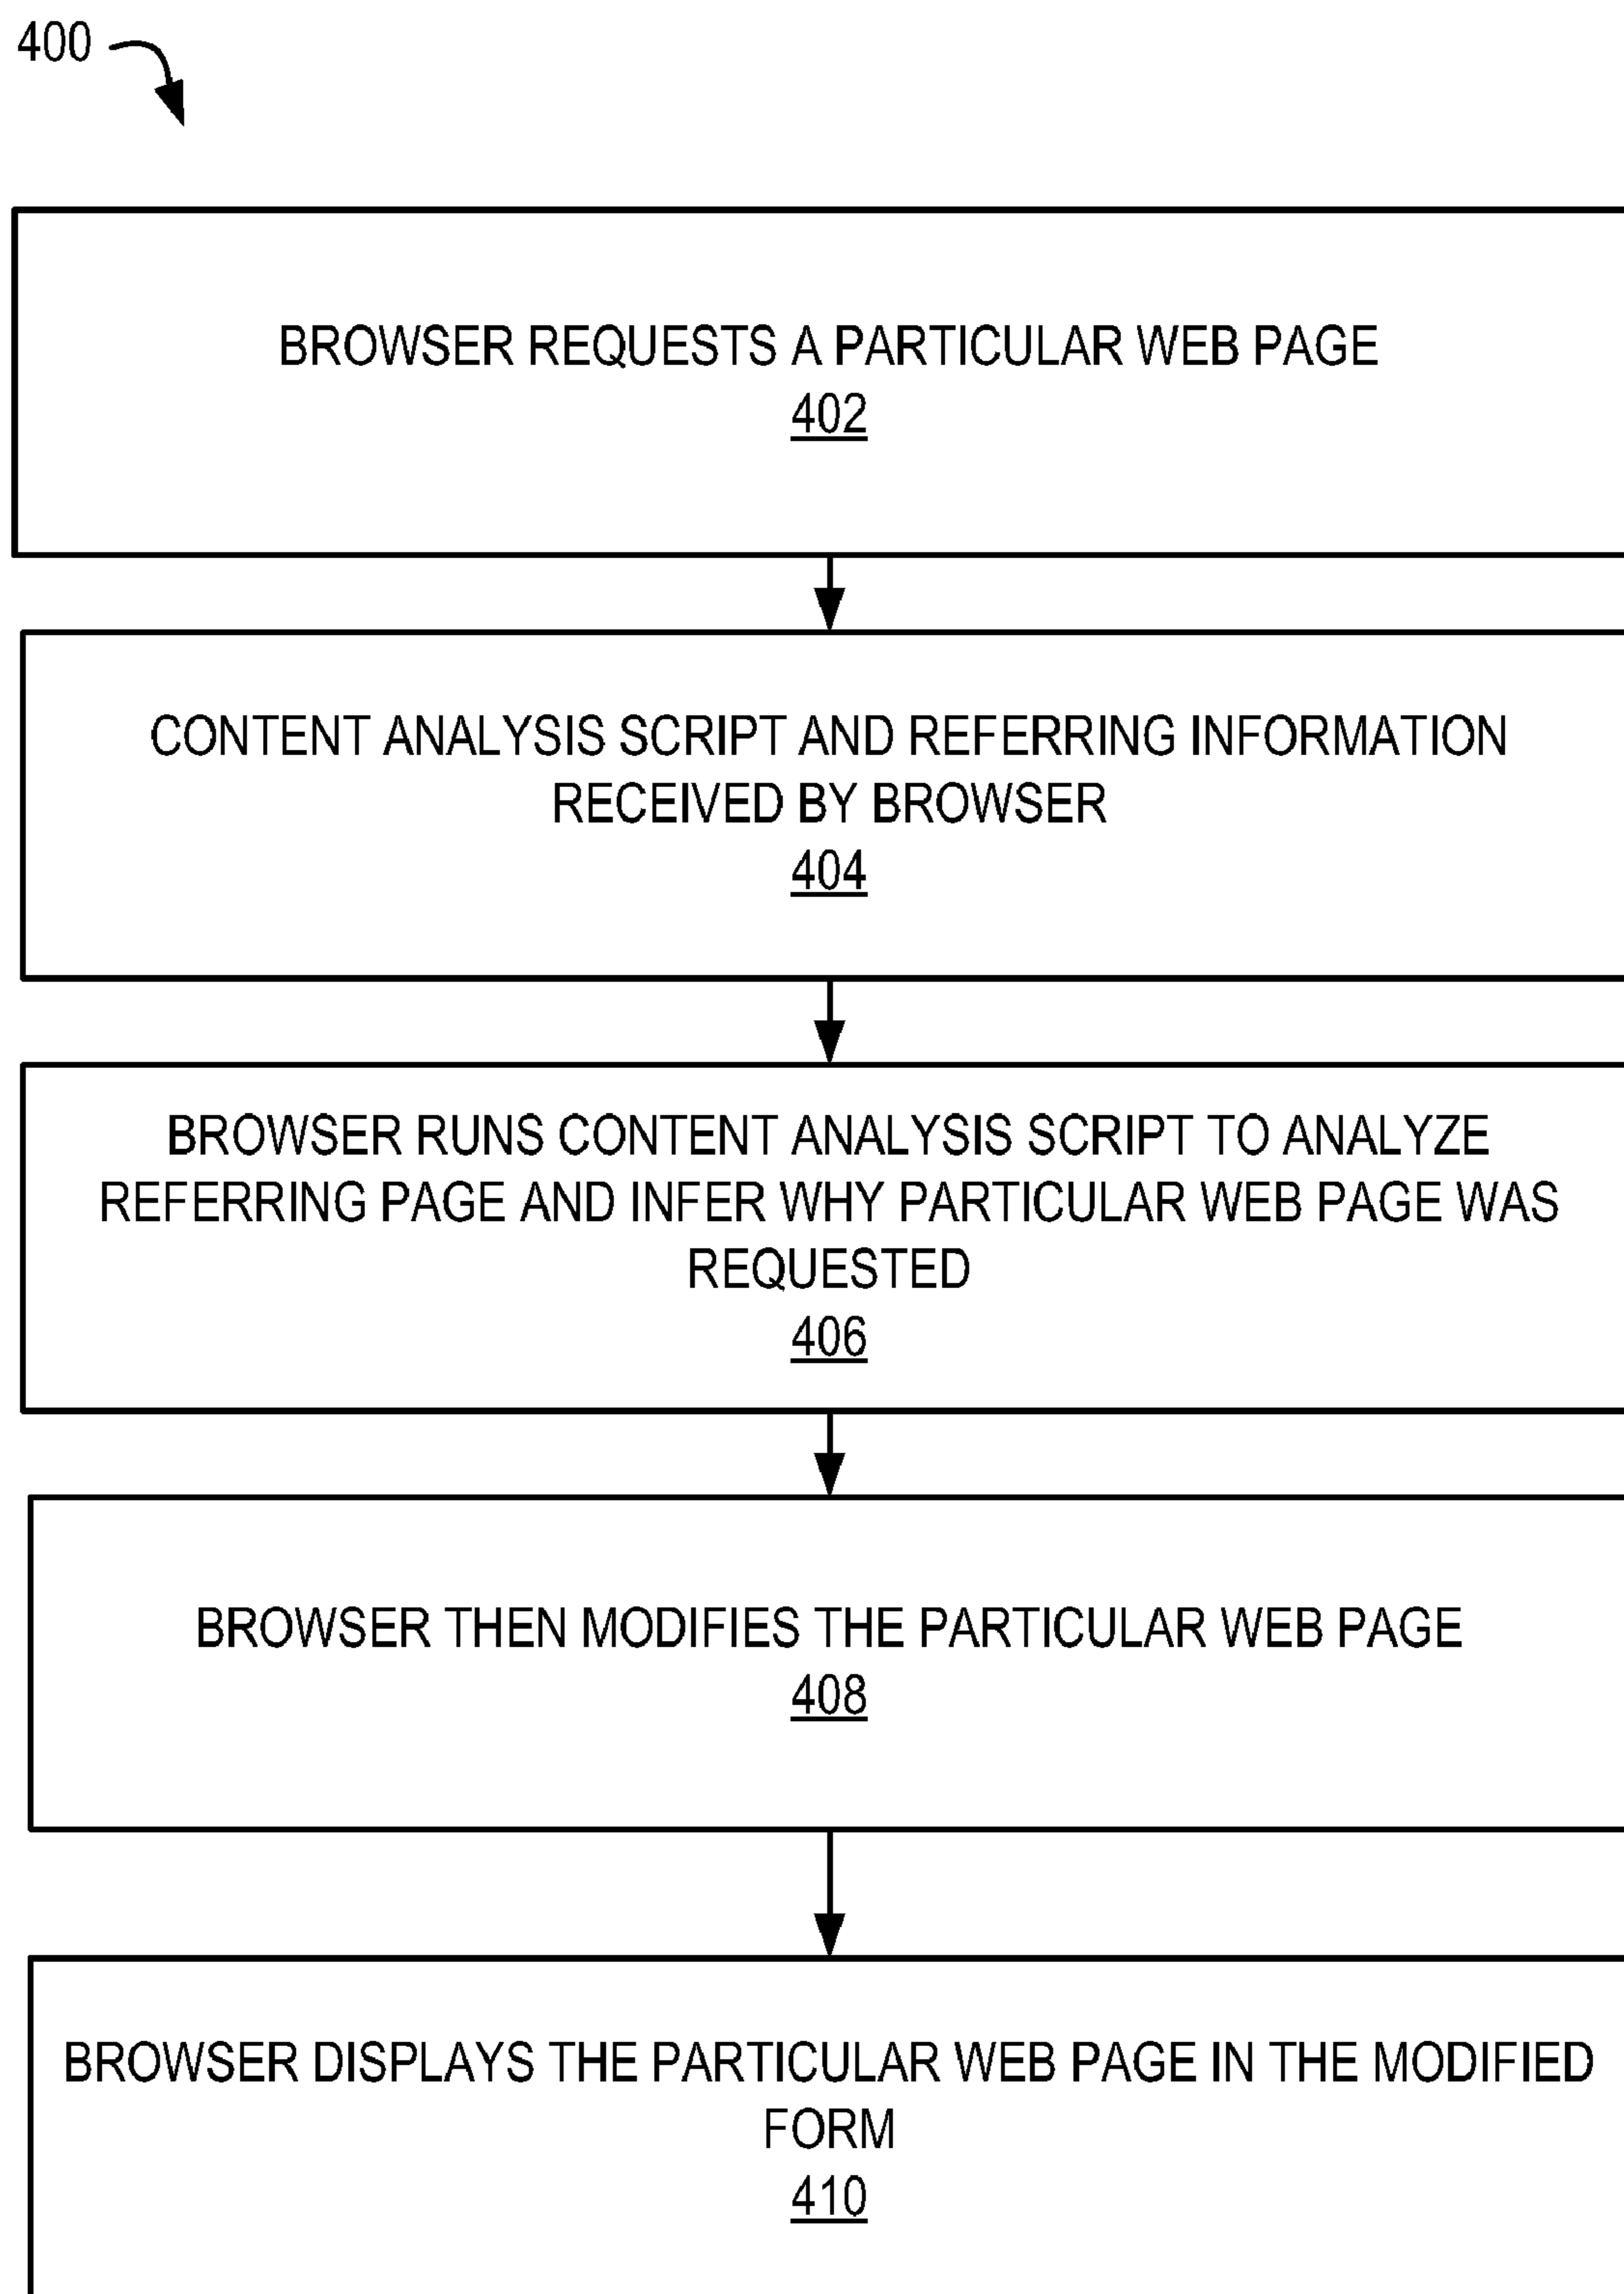 400
BROWSER REQUESTS A PARTICULAR WEB PAGE
402
CONTENT ANALYSIS SCRIPT AND REFERRING INFORMATION
RECEIVED BY BROWSER
404
BROWSER RUNS CONTENT ANALYSIS SCRIPT TO ANALYZE
REFERRING PAGE AND INFER WHY PARTICULAR WEB PAGE WAS
REQUESTED
406
BROWSER THEN MODIFIES THE PARTICULAR WEB PAGE
408
BROWSER DISPLAYS THE PARTICULAR WEB PAGE IN THE MODIFIED
FORM
410